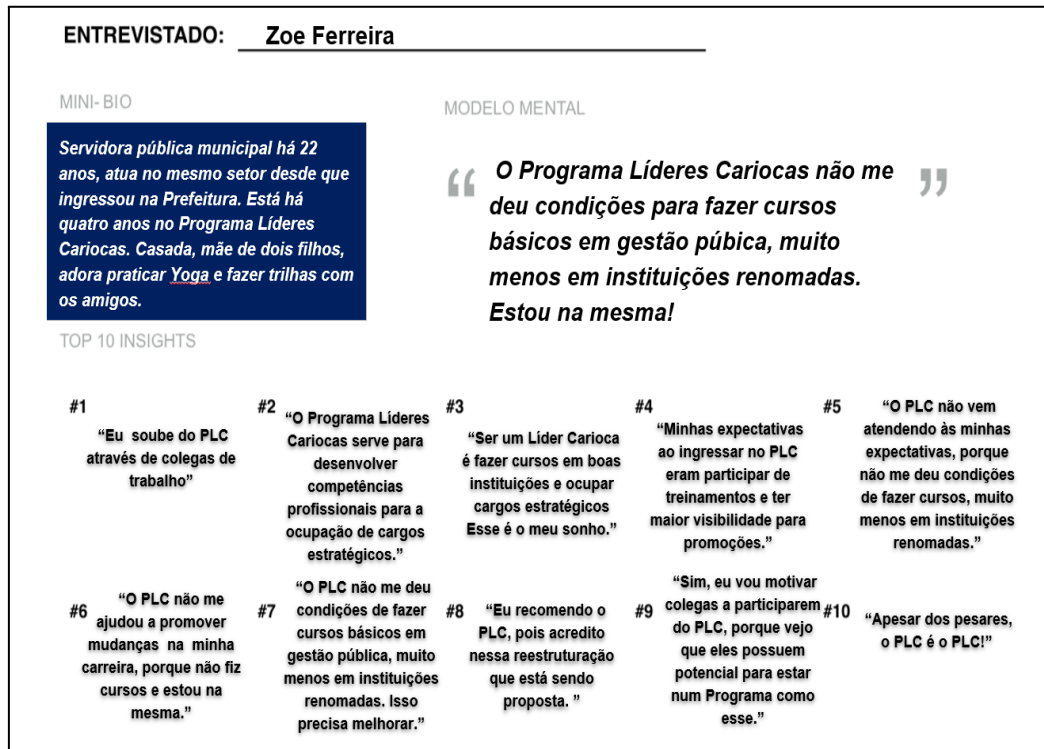 ENTREVISTADO: Zoe Ferreira
MINI- BIO
Servidora pública municipal há 22
anos, atua no mesmo setor desde que
ingressou na Prefeitura. Está há
quatro anos no Programa Líderes
Cariocas. Casada, mãe de dois filhos,
adora praticar Yoga e fazer trilhas com
os amigos.
MODELO MENTAL
“ O Programa Líderes Cariocas não me ”
deu condições para fazer cursos
básicos em gestão púbica, muito
menos em instituições renomadas.
Estou na mesma!
TOP 10 INSIGHTS
#1
“Eu soube do PLC
através de colegas de
trabalho”
#2
“O Programa Líderes
Cariocas serve para
desenvolver
competências
profissionais para a
ocupação de cargos
estratégicos.”
#3
“Ser um Líder Carioca
é fazer cursos em boas
instituições e ocupar
cargos estratégicos
Esse é o meu sonho.”
#4
“Minhas expectativas
ao ingressar no PLC
eram participar de
treinamentos e ter
maior visibilidade para
promoções.”
#5
“O PLC não vem
atendendo às minhas
expectativas, porque
não me deu condições
de fazer cursos, muito
menos em instituições
renomadas.”
#6
“O PLC não me
ajudou a promover
mudanças na minha
carreira, porque não fiz
cursos e estou na
mesma.”
#7
“O PLC não me deu
condições de fazer
cursos básicos em
gestão pública, muito
menos em instituições
renomadas. Isso
precisa melhorar.”
#8
“Eu recomendo o
PLC, pois acredito
nessa reestruturação
que está sendo
proposta. ”
#9
“Sim, eu vou motivar
colegas a participarem
do PLC, porque vejo
que eles possuem
potencial para estar
num Programa como
esse.”
#10
“Apesar dos pesares,
o PLC é o PLC!”